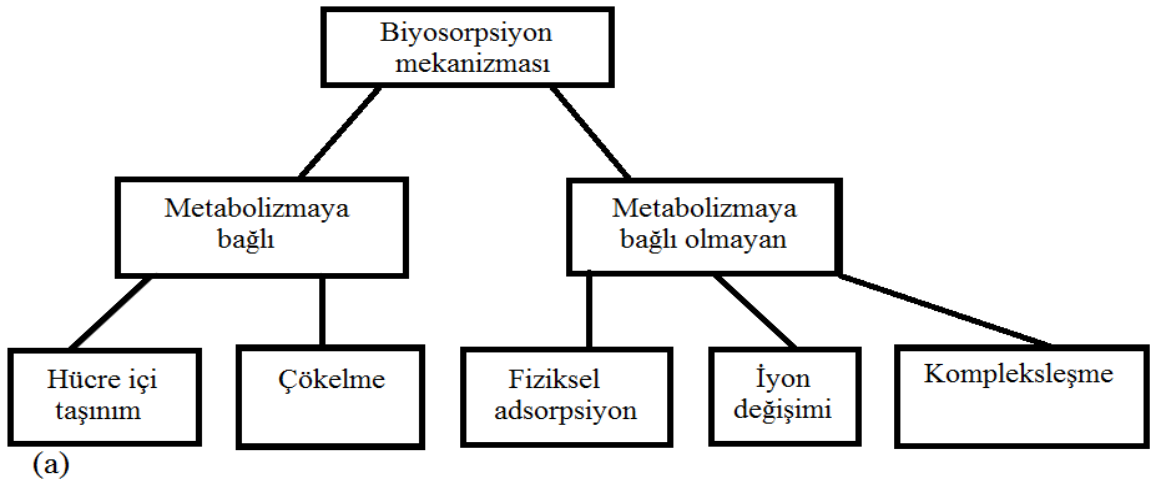 Biyosorpsiyon
mekanizması
Metabolizmaya
bağlı
Metabolizmaya
bağlı olmayan
Hücre içi
taşınım
Çökelme
Fiziksel
adsorpsiyon
İyon
değişimi
Kompleksleşme
(a)